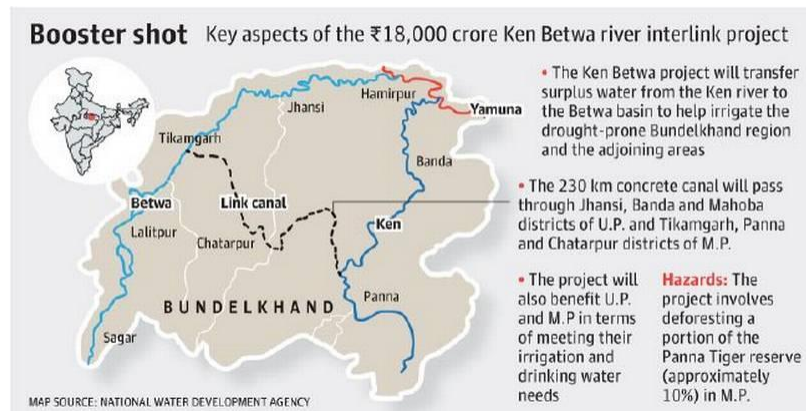 Booster shot Key aspects of the ₹18,000 crore Ken Betwa river interlink project
Jhansi
Hamirpur
Yamuna
Tikamgarh
Banda
Betwa
Link canal
Ken
Lalitpur
Chatarpur
Panna
BUNDELKHAND
Sagar
MAP SOURCE: NATIONAL WATER DEVELOPMENT AGENCY
• The Ken Betwa project will transfer
surplus water from the Ken river to
the Betwa basin to help irrigate the
drought-prone Bundelkhand region
and the adjoining areas
• The 230 km concrete canal will pass
through Jhansi, Banda and Mahoba
districts of U.P. and Tikamgarh, Panna
and Chatarpur districts of M.P.
• The project will
also benefit U.P.
and M.P in terms
of meeting their
irrigation and
drinking water
needs
Hazards: The
project involves
deforesting a
portion of the
Panna Tiger reserve
(approximately
10%) in M.P.